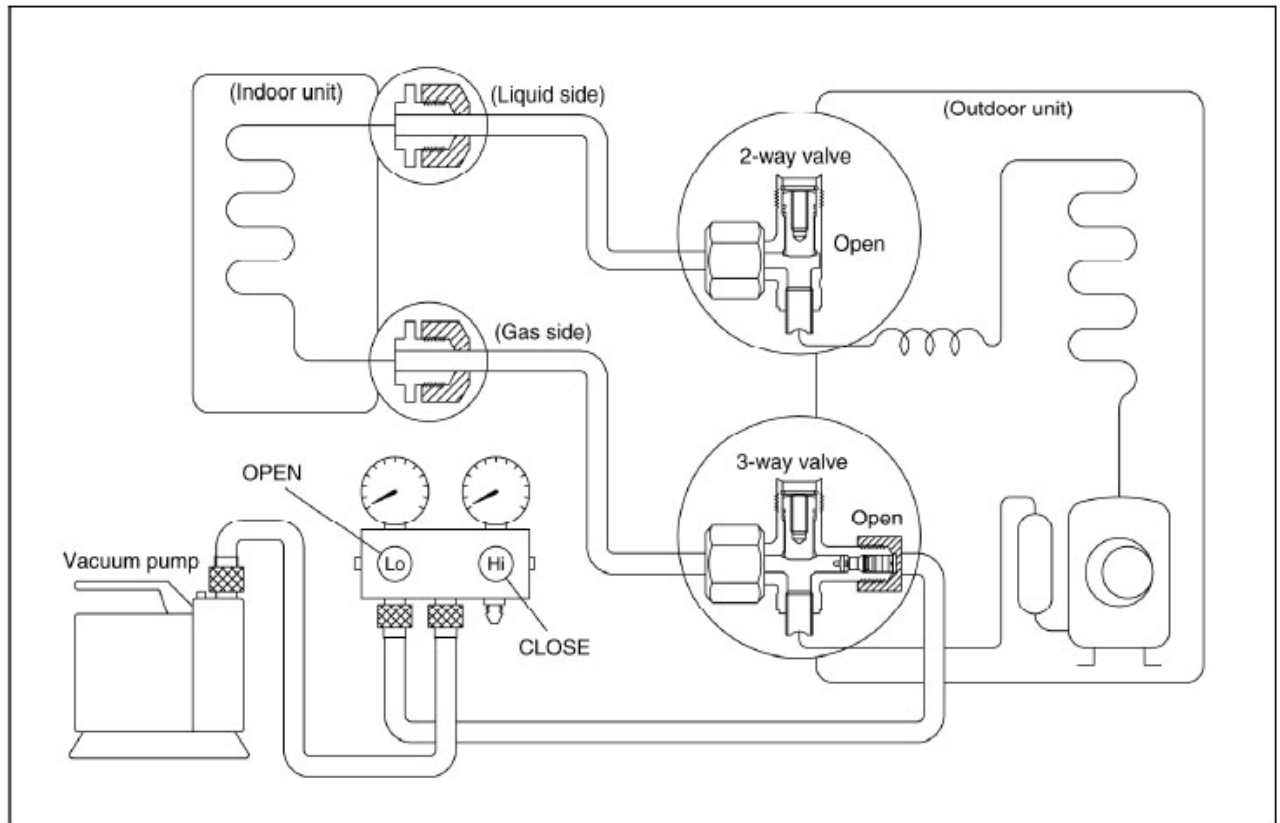 (Indoor unit)
(Liquid side)
(Outdoor unit)
2-way valve
Open
(Gas side)
3-way valve
Open
OPEN
Vacuum pump
Lo
Hi
CLOSE